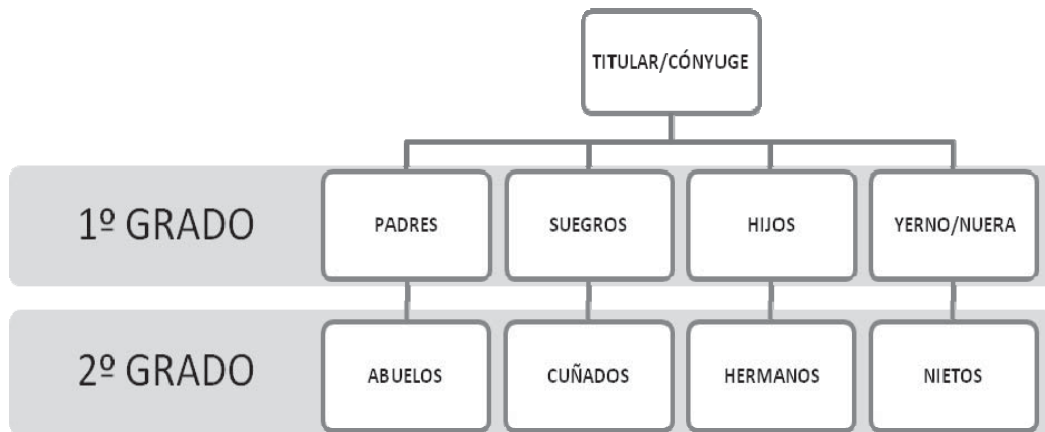 TITULAR/CÓNYUGE
1º GRADO
PADRES
SUEGROS
HIJOS
YERNO/NUERA
2º GRADO
ABUELOS
CUÑADOS
HERMANOS
NIETOS